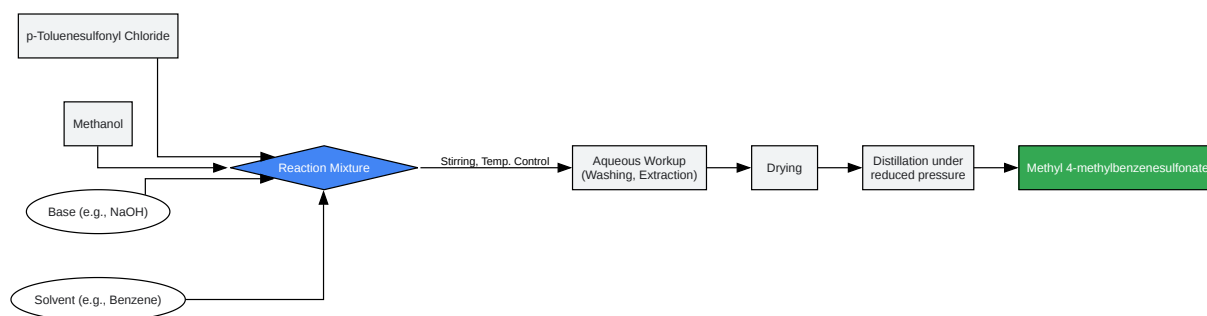 p-Toluenesulfonyl Chloride
Methanol
Base (e.g., NaOH)
Solvent (e.g., Benzene)
Reaction Mixture
Stirring, Temp. Control
Aqueous Workup
(Washing, Extraction)
Drying
Distillation under
reduced pressure
Methyl 4-methylbenzenesulfonate